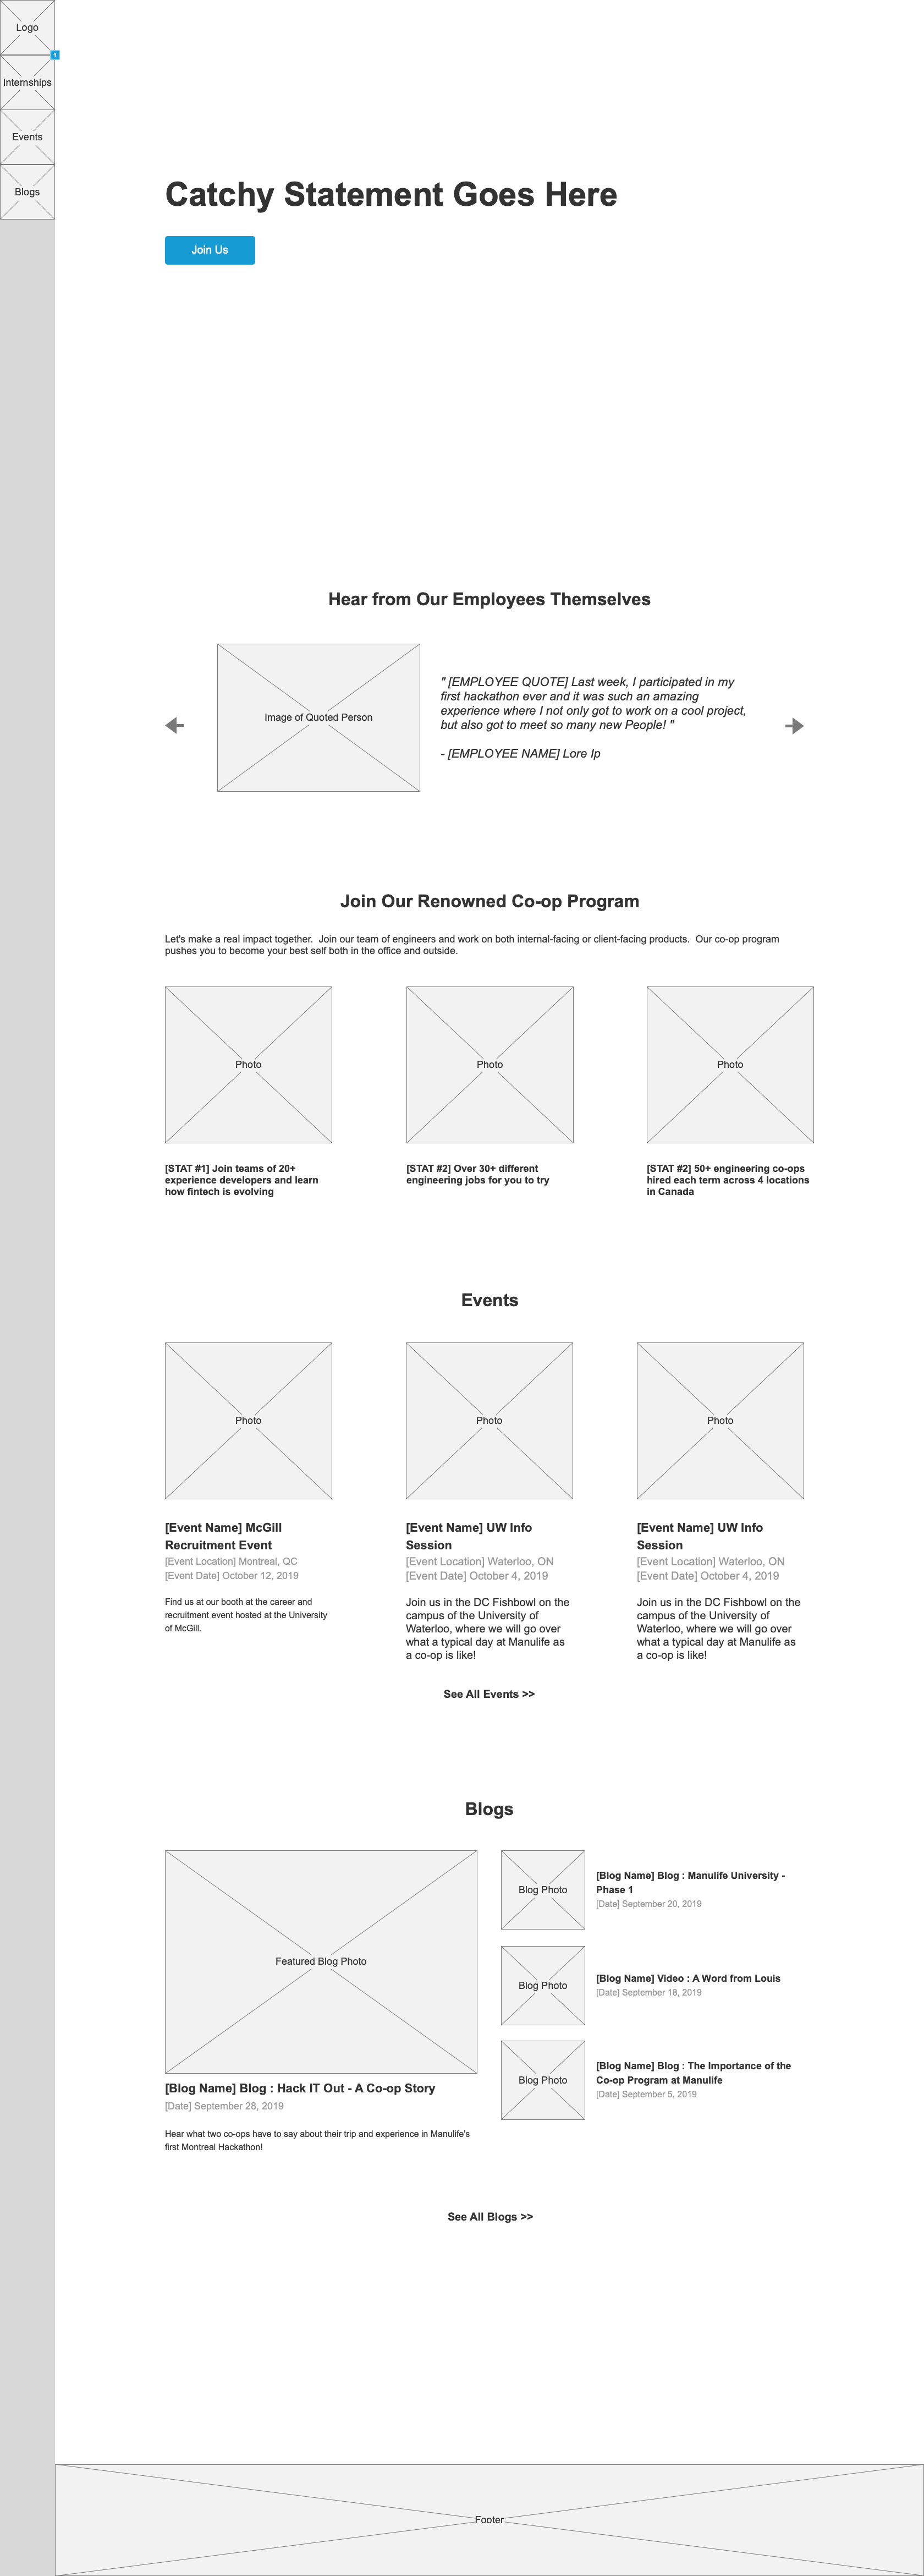 Logo
1
Internships
Events
Blogs
Catchy Statement Goes Here
Join Us
Hear from Our Employees Themselves
Image of Quoted Person
" [EMPLOYEE QUOTE] Last week, I participated in my
first hackathon ever and it was such an amazing
experience where I not only got to work on a cool project,
but also got to meet so many new People! "
- [EMPLOYEE NAME] Lore Ip
Join Our Renowned Co-op Program
Let's make a real impact together.  Join our team of engineers and work on both internal-facing or client-facing products.  Our co-op program
pushes you to become your best self both in the office and outside.
Photo
Photo
Photo
[STAT #1] Join teams of 20+
experience developers and learn
how fintech is evolving
[STAT #2] Over 30+ different
engineering jobs for you to try
[STAT #2] 50+ engineering co-ops
hired each term across 4 locations
in Canada
Events
Photo
Photo
Photo
[Event Name] McGill
Recruitment Event
[Event Location] Montreal, QC
[Event Date] October 12, 2019
Find us at our booth at the career and
recruitment event hosted at the University
of McGill.
[Event Name] UW Info
Session
[Event Location] Waterloo, ON
[Event Date] October 4, 2019
Join us in the DC Fishbowl on the
campus of the University of
Waterloo, where we will go over
what a typical day at Manulife as
a co-op is like!
[Event Name] UW Info
Session
[Event Location] Waterloo, ON
[Event Date] October 4, 2019
Join us in the DC Fishbowl on the
campus of the University of
Waterloo, where we will go over
what a typical day at Manulife as
a co-op is like!
See All Events >>
Blogs
Featured Blog Photo
[Blog Name] Blog : Hack IT Out - A Co-op Story
[Date] September 28, 2019
Hear what two co-ops have to say about their trip and experience in Manulife's
first Montreal Hackathon!
Blog Photo
[Blog Name] Blog : Manulife University -
Phase 1
[Date] September 20, 2019
Blog Photo
[Blog Name] Video : A Word from Louis
[Date] September 18, 2019
Blog Photo
[Blog Name] Blog : The Importance of the
Co-op Program at Manulife
[Date] September 5, 2019
See All Blogs >>
Footer